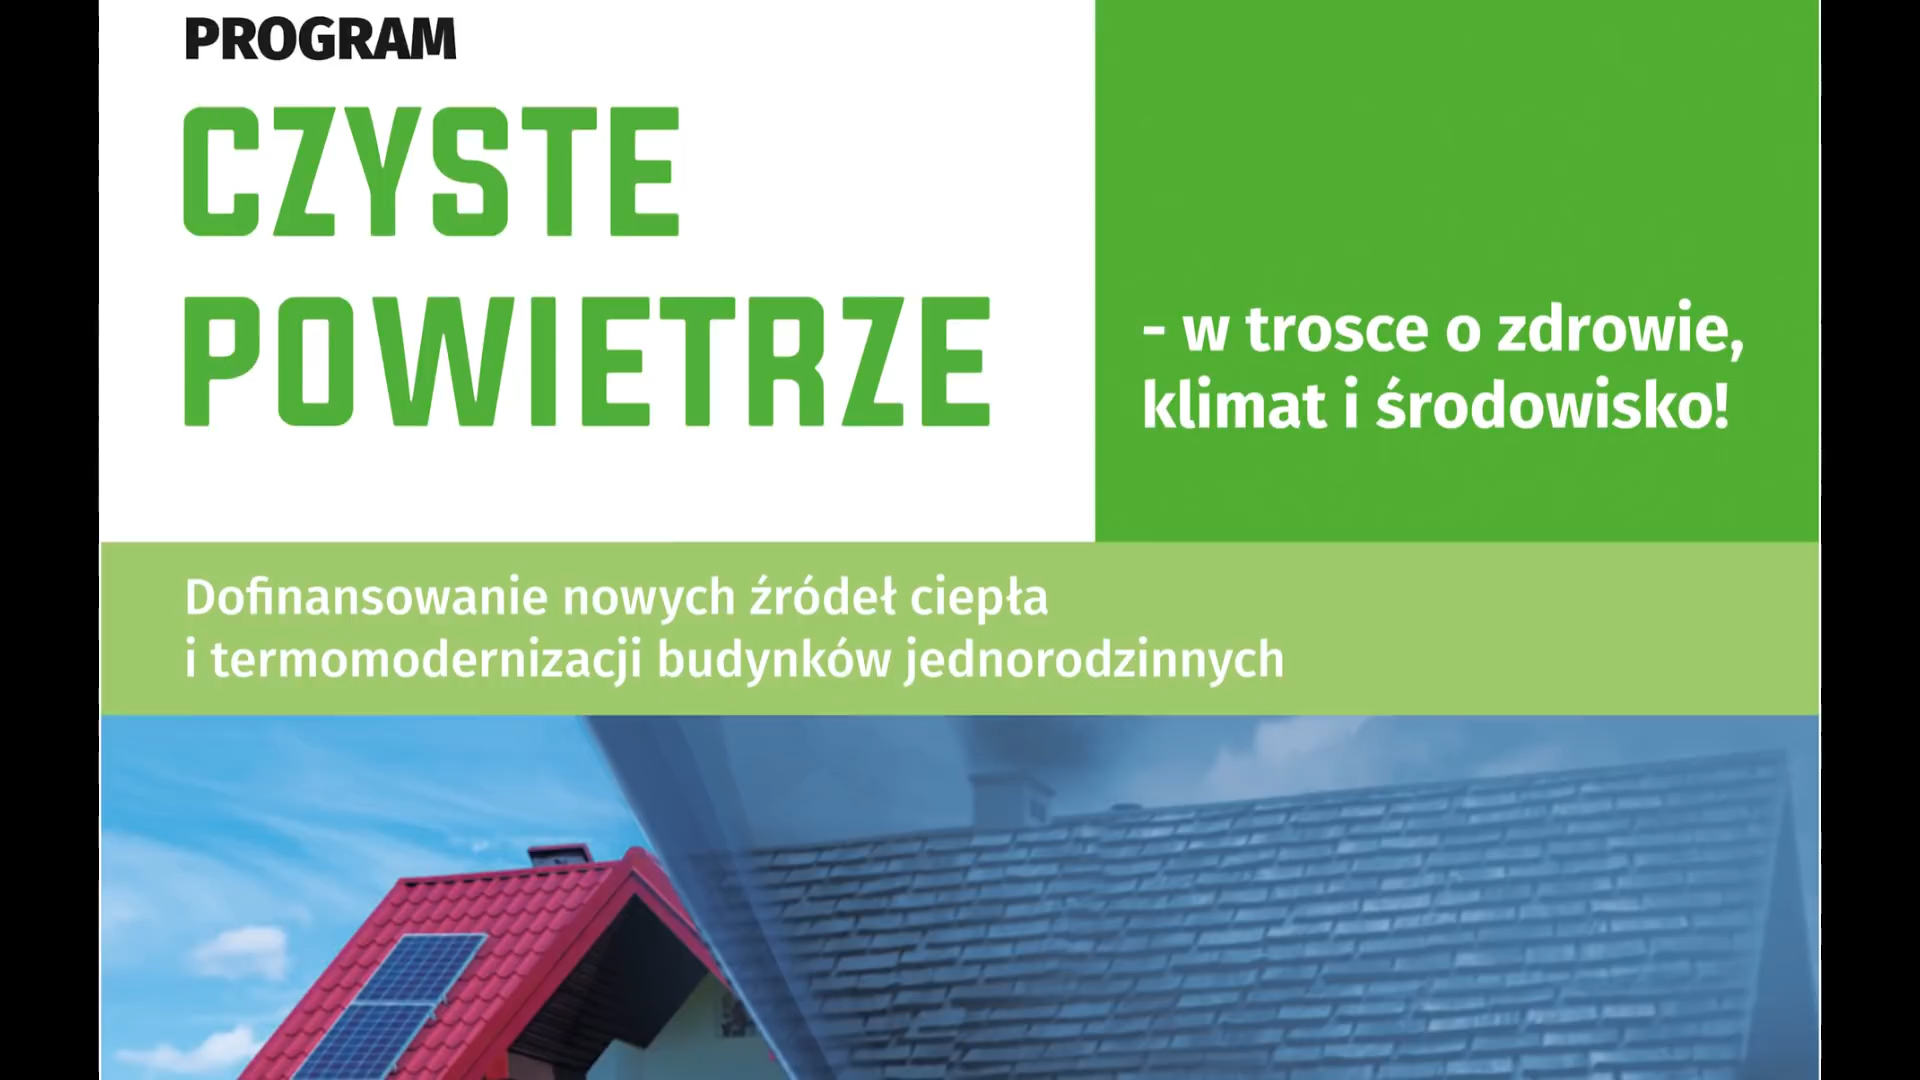 PROGRAM
CZYSTE
POWIETRZE
- w trosce o zdrowie,
klimat i środowisko!
Dofinansowanie nowych źródeł ciepła
i termomodernizacji budynków jednorodzinnych